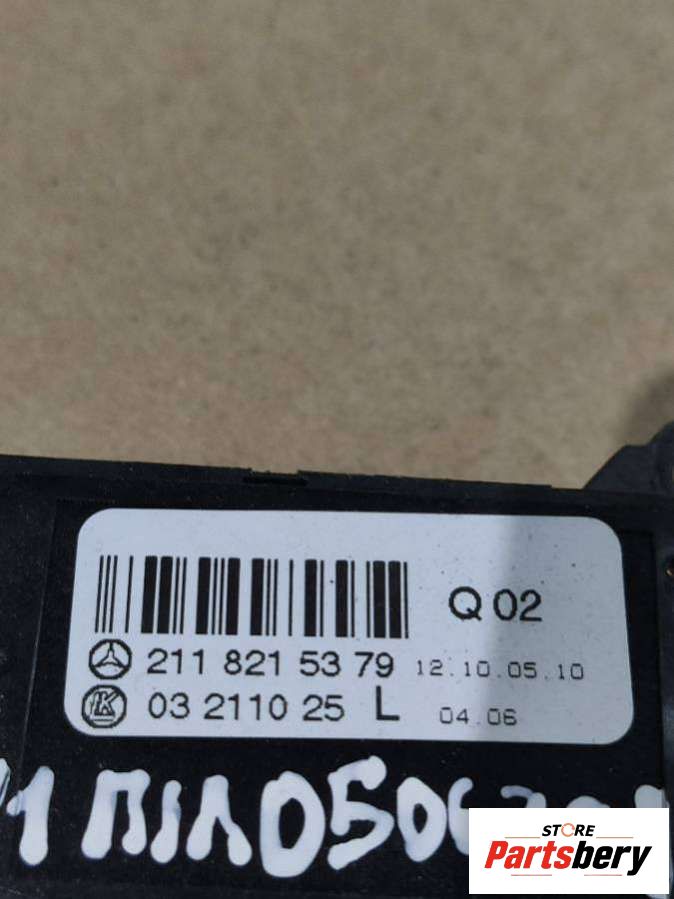 Q 02
211 821 53 79 12.10.05.10
03 2110 25 L 04.06
STORE
Partsbery